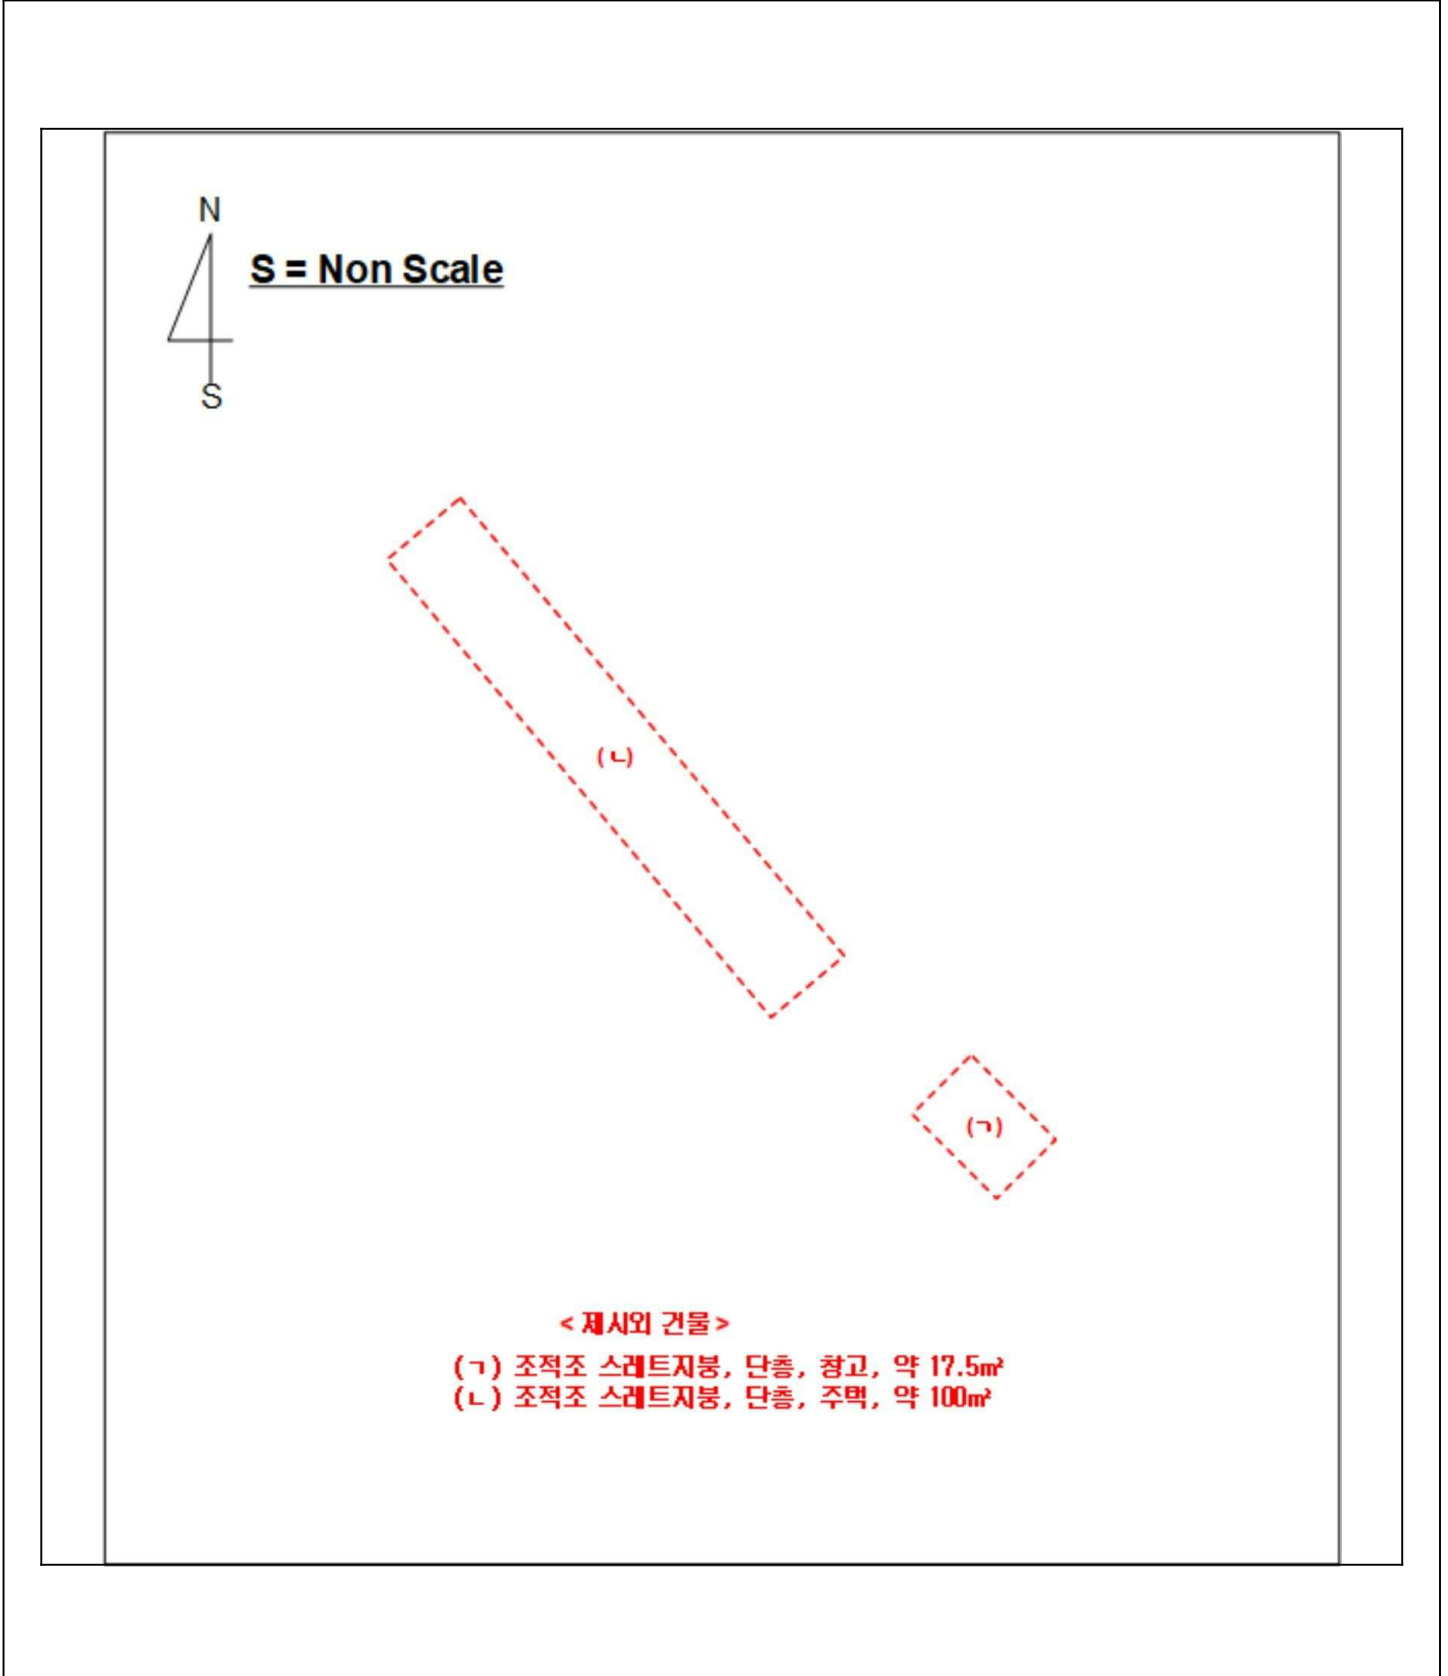 N
S = Non Scale
S
(ㄴ)
(ㄱ)
< 제시외 건물 >
(ㄱ) 조적조 스레트지붕, 단층, 창고, 약 17.5㎡
(ㄴ) 조적조 스레트지붕, 단층, 주택, 약 100㎡